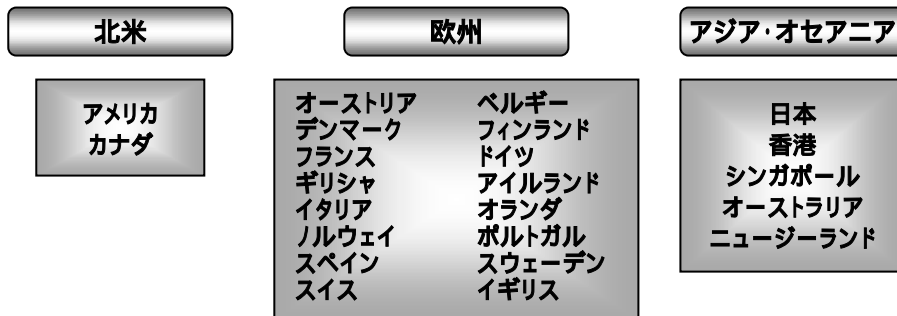 北米
アメリカ
カナダ
欧州
オーストリア ベルギー
デンマーク フィンランド
フランス ドイツ
ギリシャ アイルランド
イタリア オランダ
ノルウェイ ポルトガル
スペイン スウェーデン
スイス イギリス
アジア・オセアニア
日本
香港
シンガポール
オーストラリア
ニュージーランド